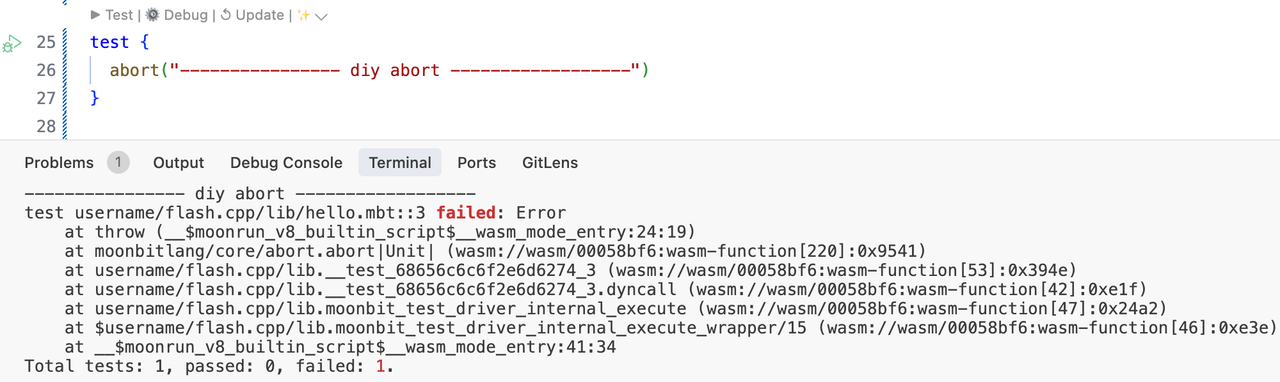 Test | Debug | Update |
25 test {
26 abort("---------------- diy abort ------------------")
27 }
28
Problems 1 Output Debug Console Terminal Ports GitLens
---------------- diy abort ------------------
test username/flash.cpp/lib/hello.mbt::3 failed: Error
at throw (__$moonrun_v8_builtin_script$__wasm_mode_entry:24:19)
at moonbitlang/core/abort.abort|Unit| (wasm://wasm/00058bf6:wasm-function[220]:0x9541)
at username/flash.cpp/lib.__test_68656c6c6f2e6d6274_3 (wasm://wasm/00058bf6:wasm-function[53]:0x394e)
at username/flash.cpp/lib.__test_68656c6c6f2e6d6274_3.dyncall (wasm://wasm/00058bf6:wasm-function[42]:0xe1f)
at username/flash.cpp/lib.moonbit_test_driver_internal_execute (wasm://wasm/00058bf6:wasm-function[47]:0x24a2)
at $username/flash.cpp/lib.moonbit_test_driver_internal_execute_wrapper/15 (wasm://wasm/00058bf6:wasm-function[46]:0xe3e)
at __$moonrun_v8_builtin_script$__wasm_mode_entry:41:34
Total tests: 1, passed: 0, failed: 1.